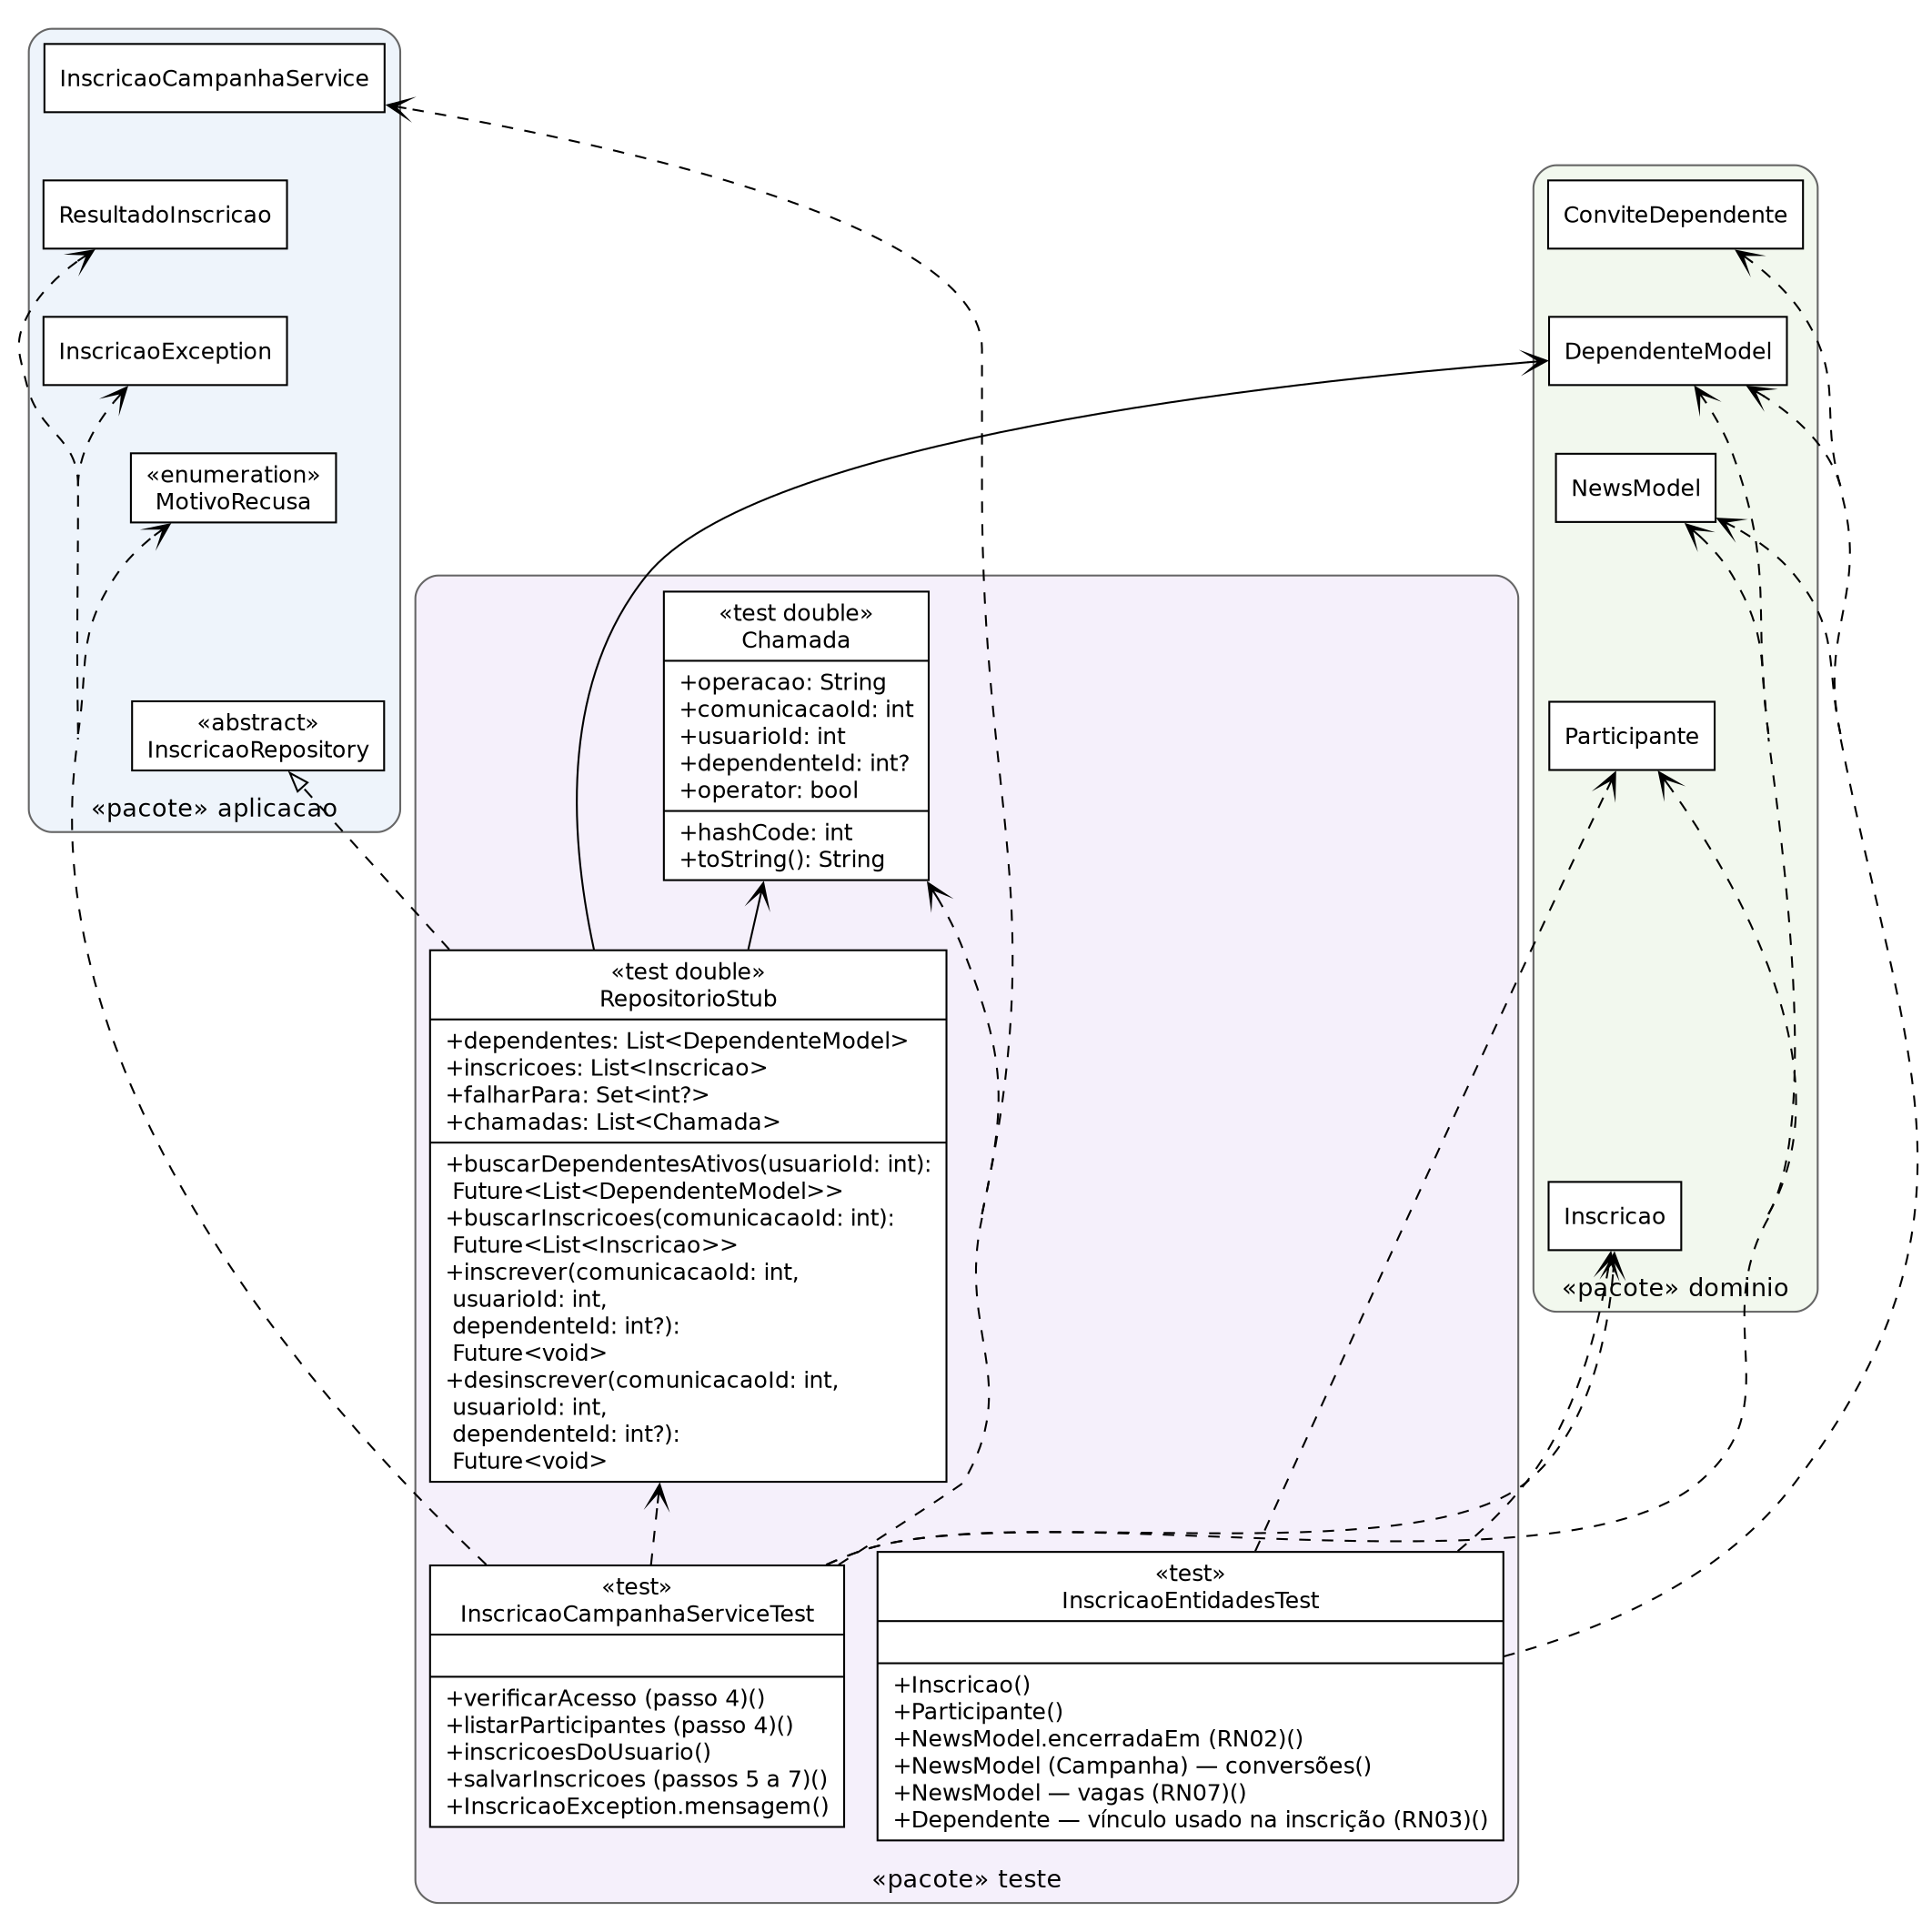 InscricaoCampanhaService
ResultadoInscricao
InscricaoException
«enumeration»
MotivoRecusa
«abstract»
InscricaoRepository
«pacote» aplicacao
ConviteDependente
DependenteModel
NewsModel
Participante
Inscricao
«pacote» dominio
«test double»
Chamada
+operacao: String
+comunicacaoId: int
+usuarioId: int
+dependenteId: int?
+operator: bool
+hashCode: int
+toString(): String
«test double»
RepositorioStub
+dependentes: List<DependenteModel>
+inscricoes: List<Inscricao>
+falharPara: Set<int?>
+chamadas: List<Chamada>
+buscarDependentesAtivos(usuarioId: int):
Future<List<DependenteModel>>
+buscarInscricoes(comunicacaoId: int):
Future<List<Inscricao>>
+inscrever(comunicacaoId: int,
usuarioId: int,
dependenteId: int?):
Future<void>
+desinscrever(comunicacaoId: int,
usuarioId: int,
dependenteId: int?):
Future<void>
«test»
InscricaoCampanhaServiceTest
+verificarAcesso (passo 4)()
+listarParticipantes (passo 4)()
+inscricoesDoUsuario()
+salvarInscricoes (passos 5 a 7)()
+InscricaoException.mensagem()
«test»
InscricaoEntidadesTest
+Inscricao()
+Participante()
+NewsModel.encerradaEm (RN02)()
+NewsModel (Campanha) — conversões()
+NewsModel — vagas (RN07)()
+Dependente — vínculo usado na inscrição (RN03)()
«pacote» teste